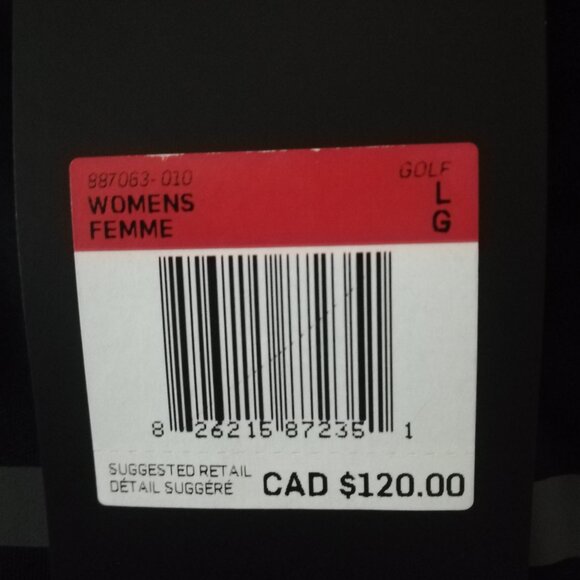 887063-010 GOLF
WOMENS L
FEMME G
8 26215 87235 1
SUGGESTED RETAIL
DÉTAIL SUGGÉRÉ CAD $120.00